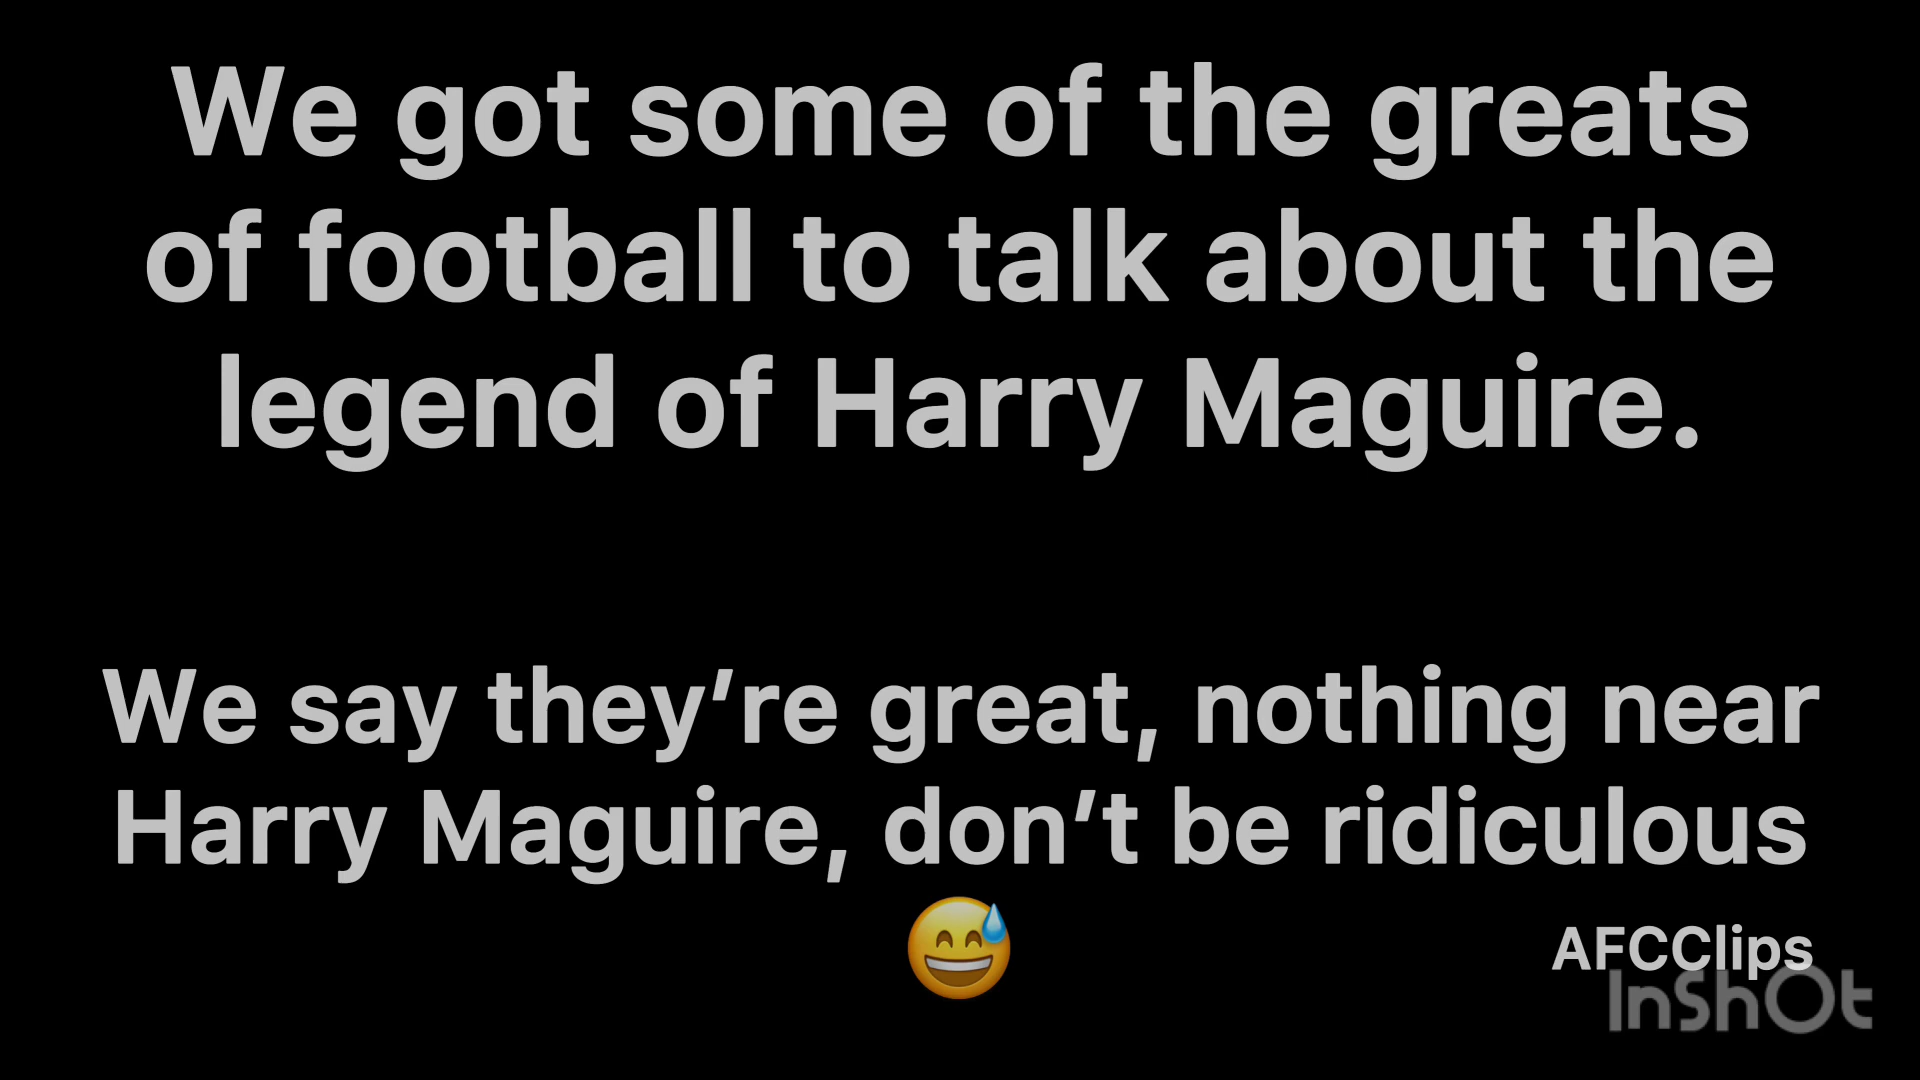 We got some of the greats
of football to talk about the
legend of Harry Maguire.
We say they’re great, nothing near
Harry Maguire, don’t be ridiculous
😅
AFCClips
InShOt